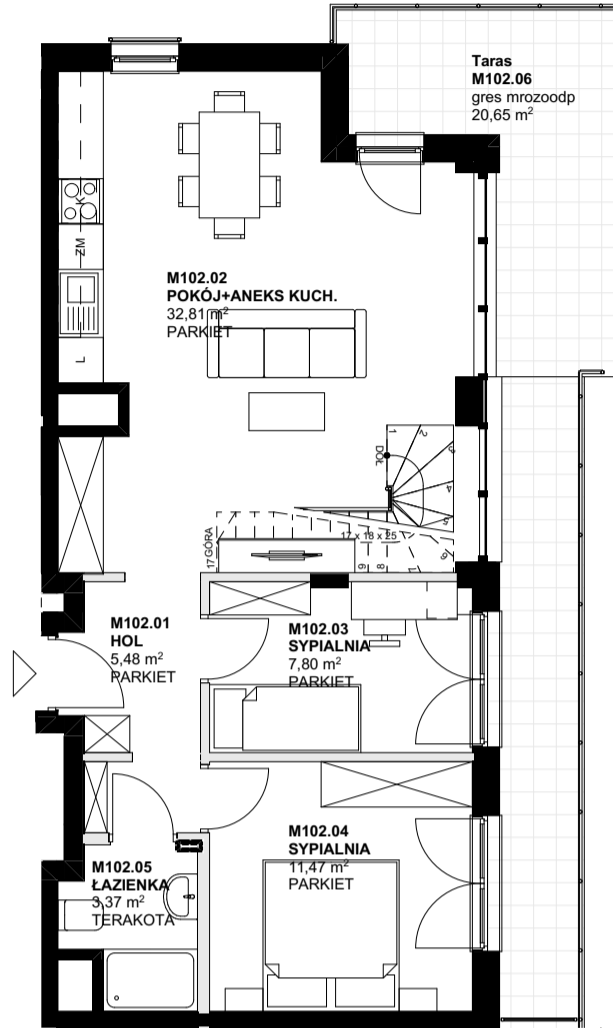 Taras
M102.06
gres mrozoodp
20,65 m²
K
ZM
L
M102.02
POKÓJ+ANEKS KUCH.
32,81 m²
PARKIET
DÓŁ
1
2
3
4
5
6
7
8
9
17 x 18 x 25
17 GÓRA
M102.01
HOL
5,48 m²
PARKIET
M102.03
SYPIALNIA
7,80 m²
PARKIET
M102.04
SYPIALNIA
11,47 m²
PARKIET
M102.05
ŁAZIENKA
3,37 m²
TERAKOTA